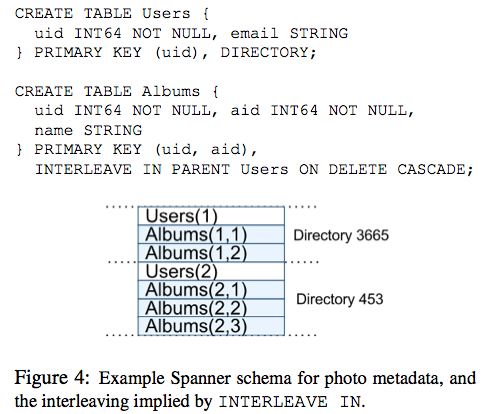 CREATE TABLE Users {
uid INT64 NOT NULL, email STRING
} PRIMARY KEY (uid), DIRECTORY;
CREATE TABLE Albums {
uid INT64 NOT NULL, aid INT64 NOT NULL,
name STRING
} PRIMARY KEY (uid, aid),
INTERLEAVE IN PARENT Users ON DELETE CASCADE;
Users(1)
Albums(1,1)
Albums(1,2)
Directory 3665
Users(2)
Albums(2,1)
Albums(2,2)
Albums(2,3)
Directory 453
Figure 4: Example Spanner schema for photo metadata, and
the interleaving implied by INTERLEAVE IN.